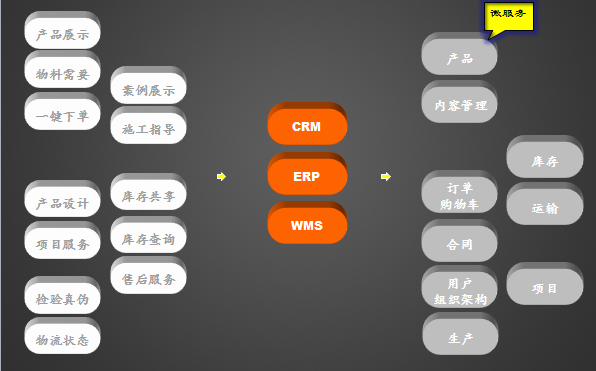 微服务
产品展示
物料需要
一键下单
案例展示
施工指导
产品设计
项目服务
库存共享
库存查询
售后服务
检验真伪
物流状态
CRM
ERP
WMS
产品
内容管理
订单
购物车
合同
用户
组织架构
生产
库存
运输
项目